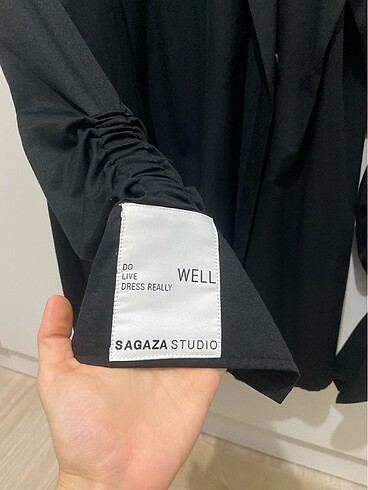 DO
LIVE WELL
DRESS REALLY
SAGAZA STUDIO